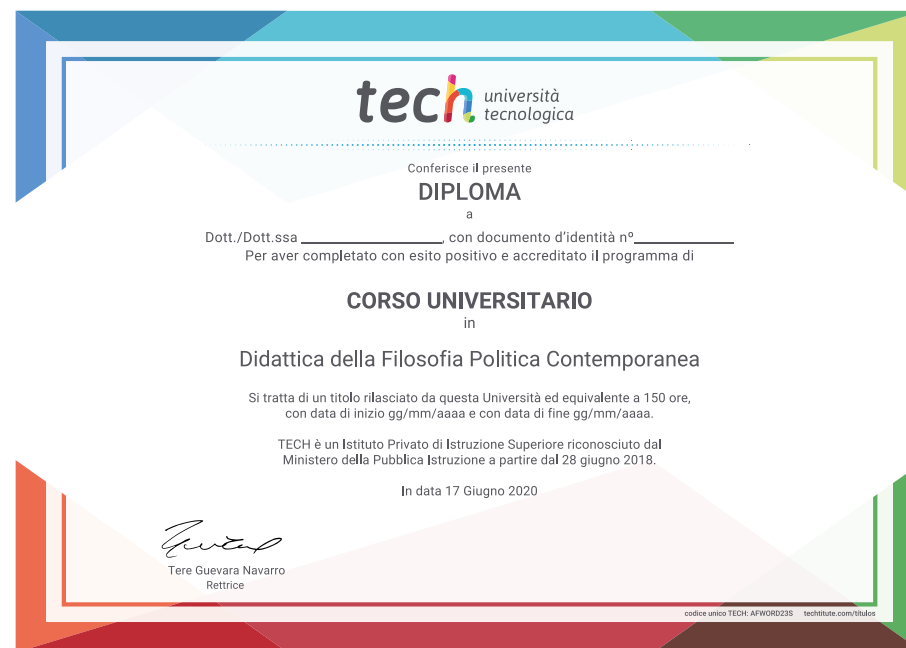 tech università
tecnologica
Conferisce il presente
DIPLOMA
a
Dott./Dott.ssa ____________________, con documento d'identità nº______________
Per aver completato con esito positivo e accreditato il programma di
CORSO UNIVERSITARIO
in
Didattica della Filosofia Politica Contemporanea
Si tratta di un titolo rilasciato da questa Università ed equivalente a 150 ore,
con data di inizio gg/mm/aaaa e con data di fine gg/mm/aaaa.
TECH è un Istituto Privato di Istruzione Superiore riconosciuto dal
Ministero della Pubblica Istruzione a partire dal 28 giugno 2018.
In data 17 Giugno 2020
Tere Guevara Navarro
Rettrice
codice unico TECH: AFWORD23S techtitute.com/titulos